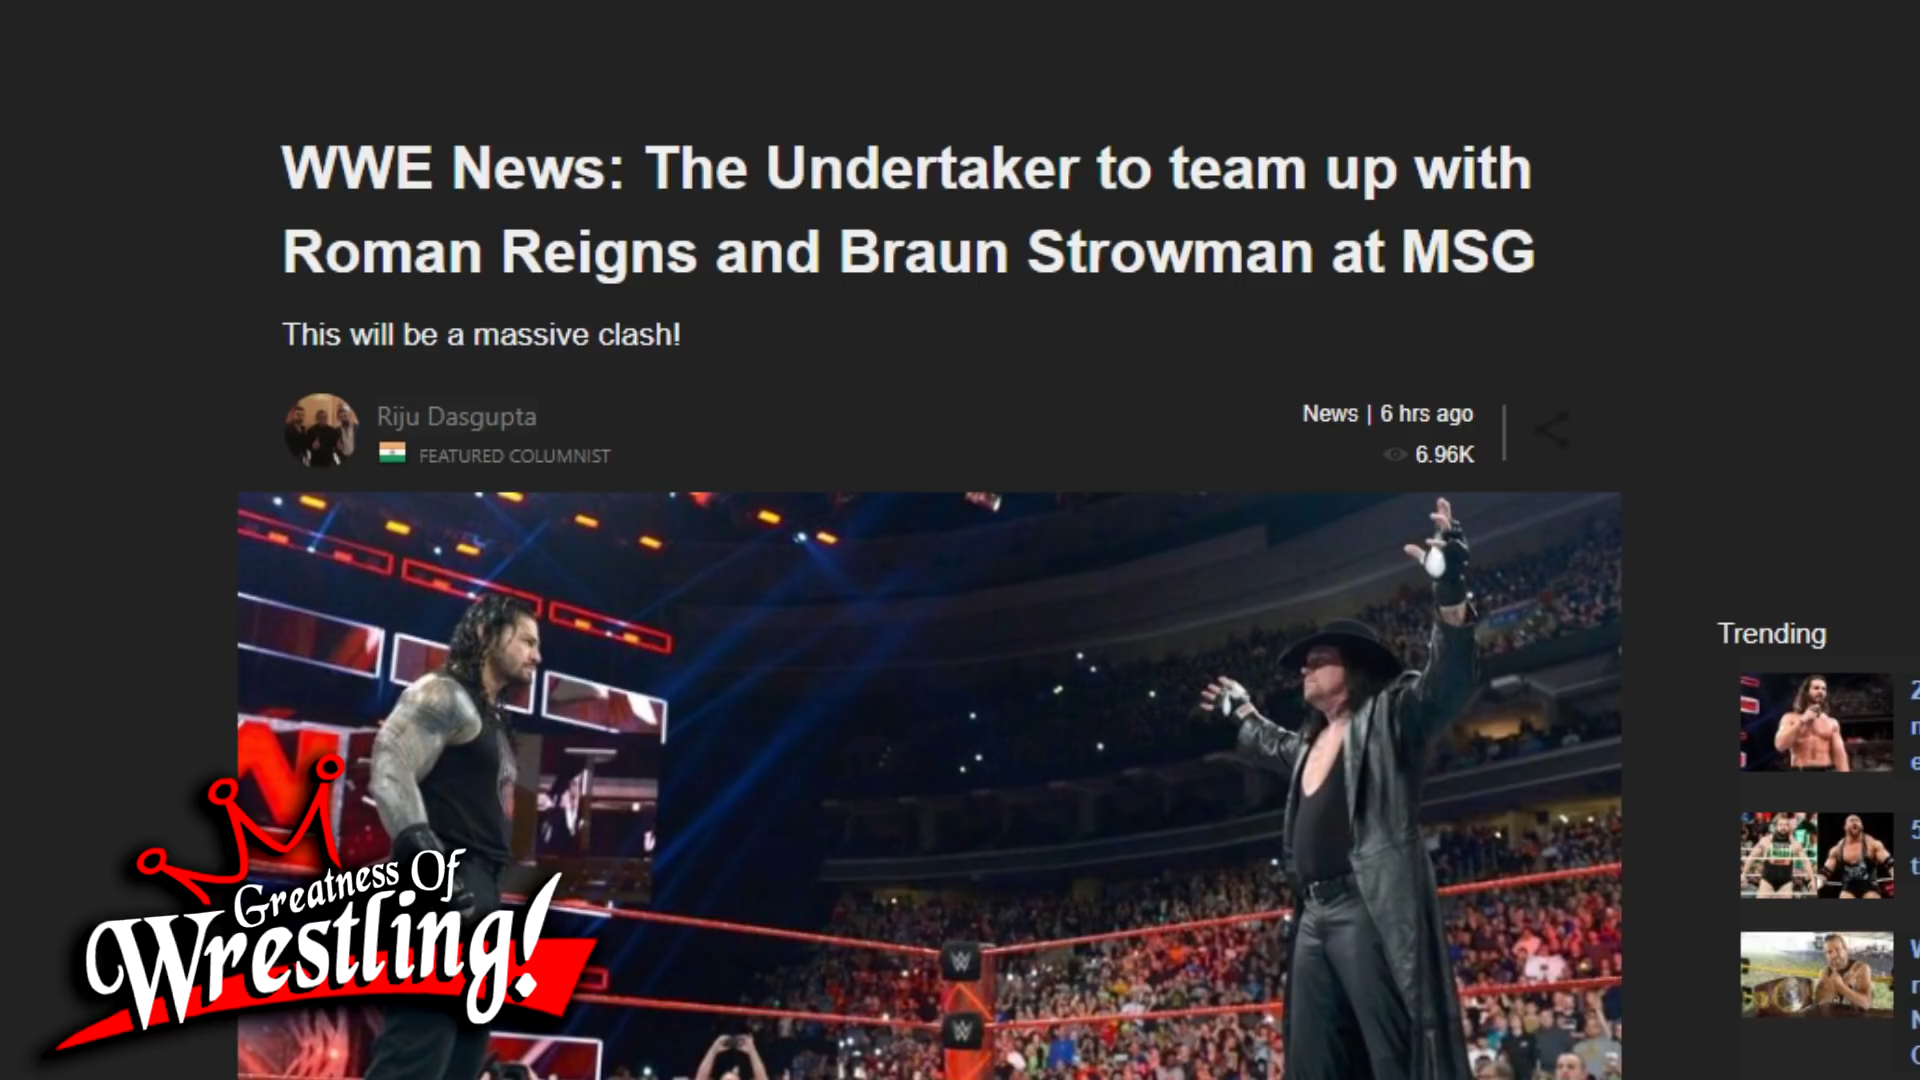 WWE News: The Undertaker to team up with
Roman Reigns and Braun Strowman at MSG
This will be a massive clash!
Riju Dasgupta
FEATURED COLUMNIST
News | 6 hrs ago
6.96K
Trending
Greatness Of
Wrestling!